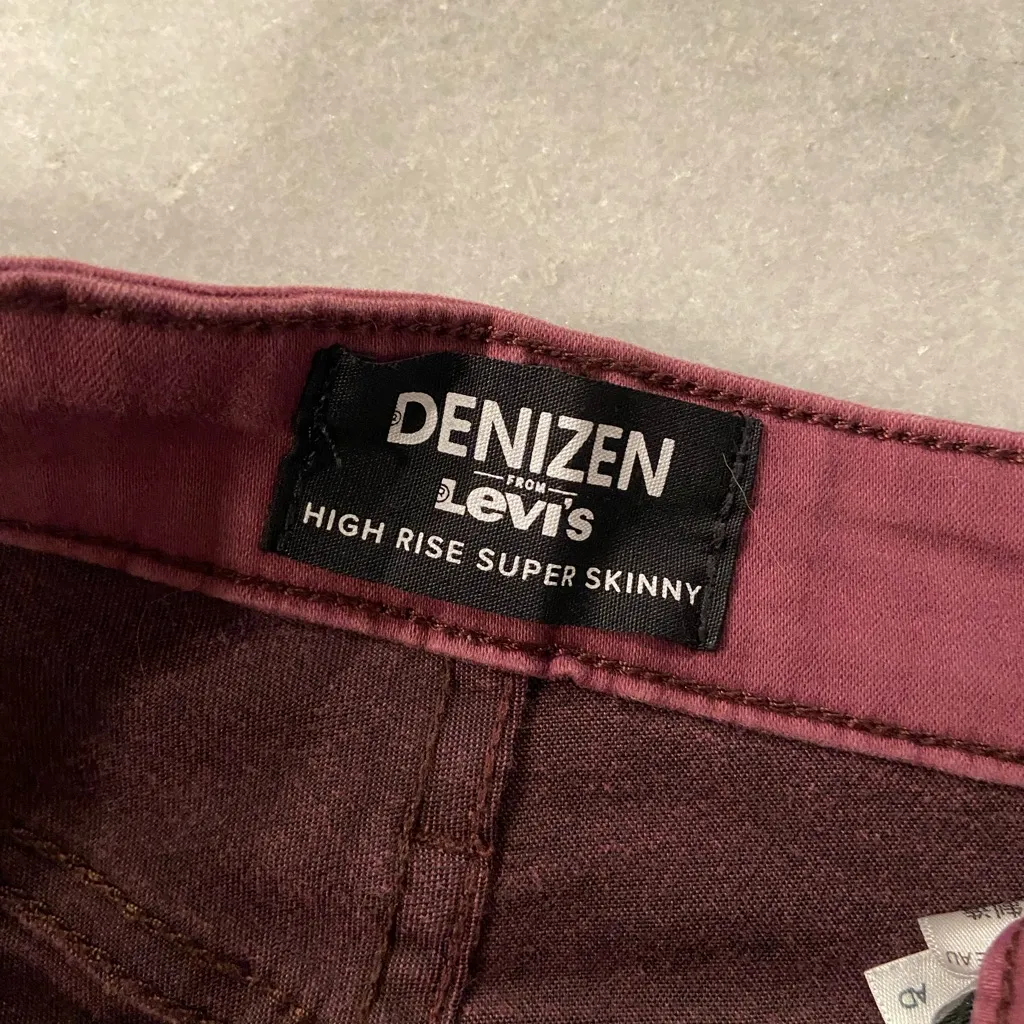 DENIZEN
FROM
Levi's
HIGH RISE SUPER SKINNY